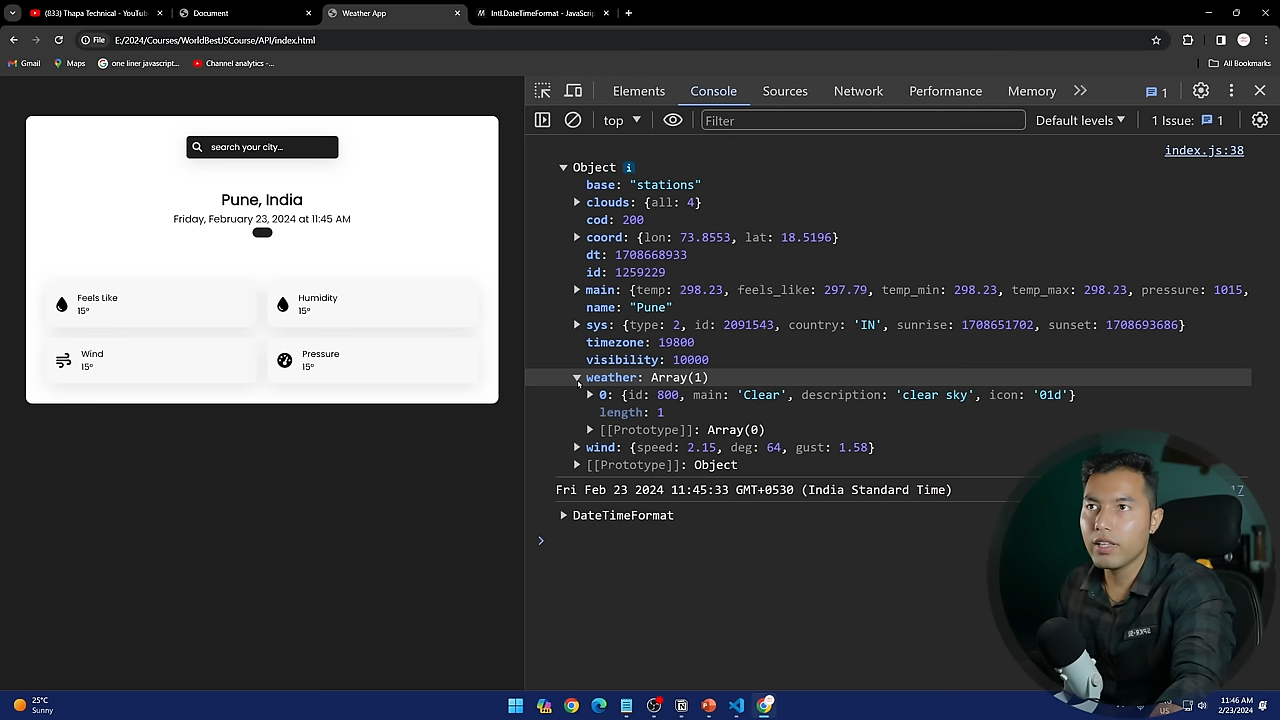 (833) Thapa Technical - YouTub
Document
Weather App
Intl.DateTimeFormat - JavaScrip
File
E:/2024/Courses/WorldBestJSCourse/API/index.html
Gmail
Maps
one liner javascript...
Channel analytics -...
All Bookmarks
search your city...
Pune, India
Friday, February 23, 2024 at 11:45 AM
Feels Like
15°
Humidity
15°
Wind
15°
Pressure
15°
Elements
Console
Sources
Network
Performance
Memory
1
top
Filter
Default levels
1 Issue: 1
index.js:38
Object i
base: "stations"
clouds: {all: 4}
cod: 200
coord: {lon: 73.8553, lat: 18.5196}
dt: 1708668933
id: 1259229
main: {temp: 298.23, feels_like: 297.79, temp_min: 298.23, temp_max: 298.23, pressure: 1015,
name: "Pune"
sys: {type: 2, id: 2091543, country: 'IN', sunrise: 1708651702, sunset: 1708693686}
timezone: 19800
visibility: 10000
weather: Array(1)
0: {id: 800, main: 'Clear', description: 'clear sky', icon: '01d'}
length: 1
[[Prototype]]: Array(0)
wind: {speed: 2.15, deg: 64, gust: 1.58}
[[Prototype]]: Object
Fri Feb 23 2024 11:45:33 GMT+0530 (India Standard Time)
17
DateTimeFormat
25°C
Sunny
US
11:46 AM
2/23/2024